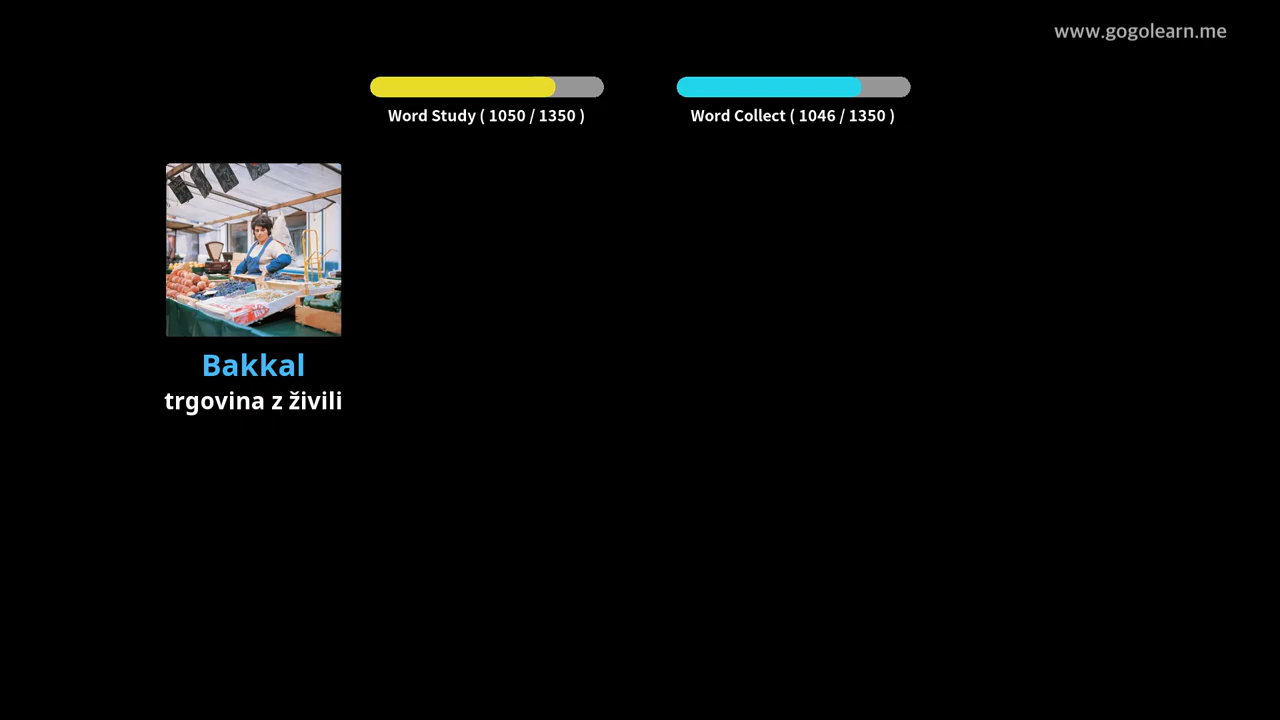 www.gogolearn.me
Word Study ( 1050 / 1350 )
Word Collect ( 1046 / 1350 )
Bakkal
trgovina z živili